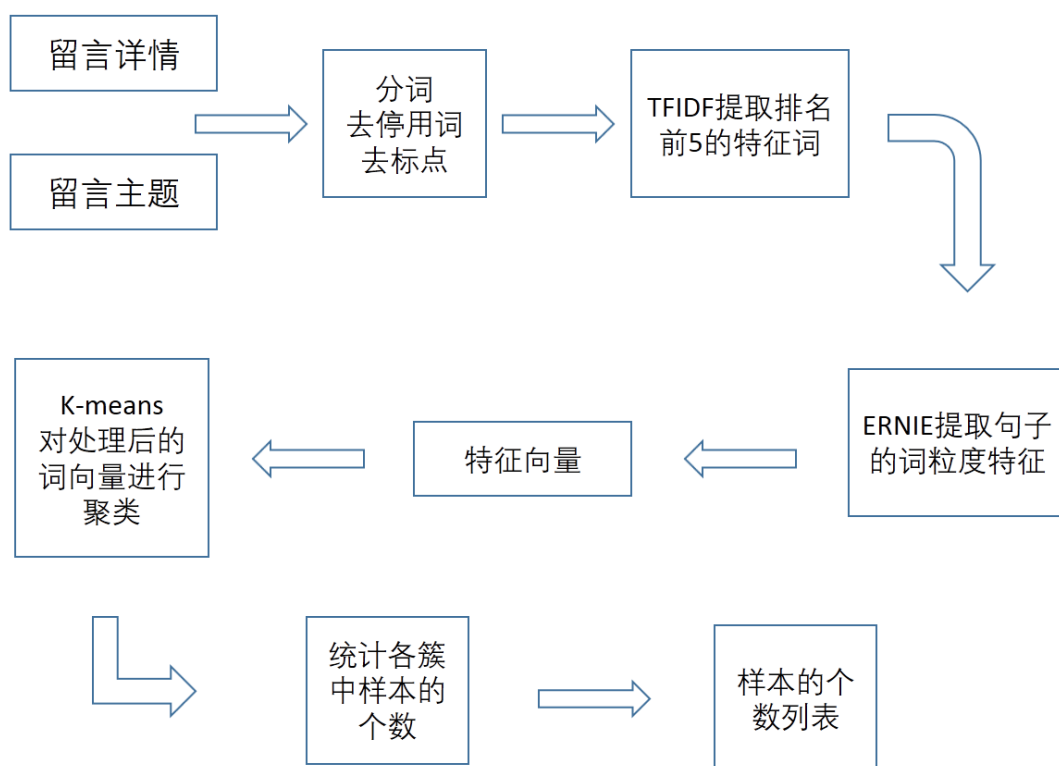 留言详情
留言主题
分词
去停用词
去标点
TFIDF提取排名
前5的特征词
ERNIE提取句子
的词粒度特征
特征向量
K-means
对处理后的
词向量进行
聚类
统计各簇
中样本的
个数
样本的个
数列表